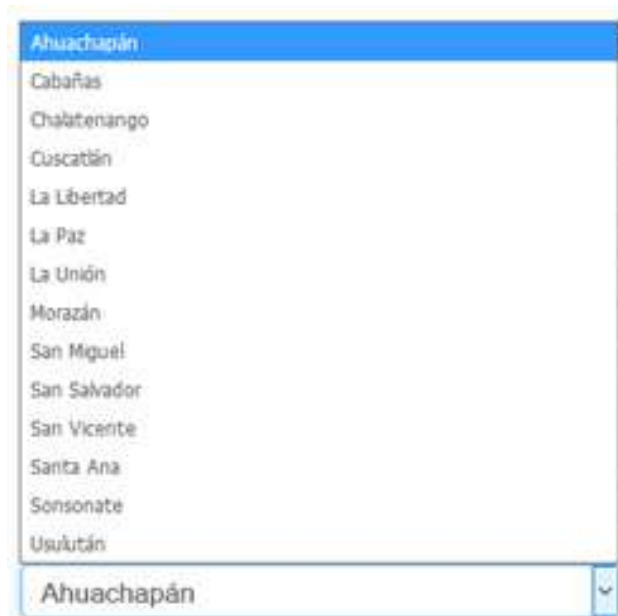 Ahuachapán
Cabañas
Chalatenango
Cuscatlán
La Libertad
La Paz
La Unión
Morazán
San Miguel
San Salvador
San Vicente
Santa Ana
Sonsonate
Usulután
Ahuachapán